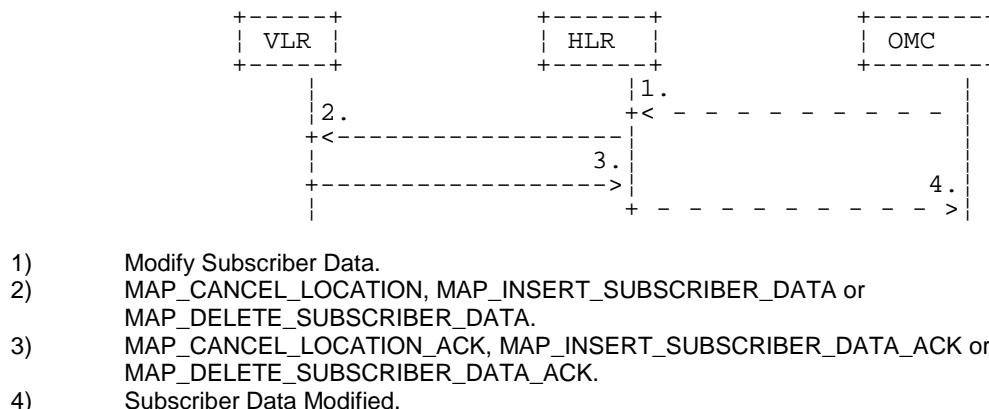 VLR HLR OMC
1.
2.
3.
4.
1) Modify Subscriber Data.
2) MAP_CANCEL_LOCATION, MAP_INSERT_SUBSCRIBER_DATA or
MAP_DELETE_SUBSCRIBER_DATA.
3) MAP_CANCEL_LOCATION_ACK, MAP_INSERT_SUBSCRIBER_DATA_ACK or
MAP_DELETE_SUBSCRIBER_DATA_ACK.
4) Subscriber Data Modified.